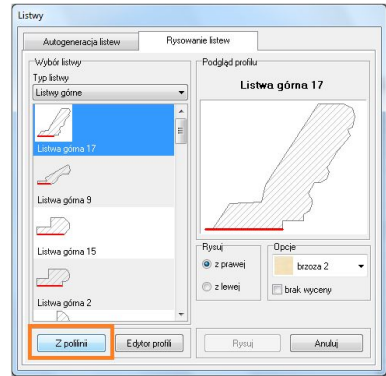 Listwy
Autogeneracja listew
Rysowanie listew
Wybór listwy
Typ listwy
Listwy górne
Listwa górna 17
Listwa górna 9
Listwa górna 15
Listwa górna 2
Z polilinii
Edytor profili
Podgląd profilu
Listwa górna 17
Rysuj
z prawej
z lewej
Opcje
brzoza 2
brak wyceny
Rysuj
Anuluj